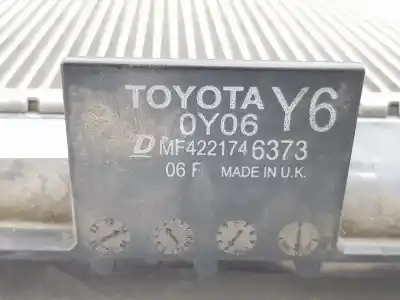 TOYOTA Y6
0Y06
D MF422174 6373
06 F MADE IN U.K.